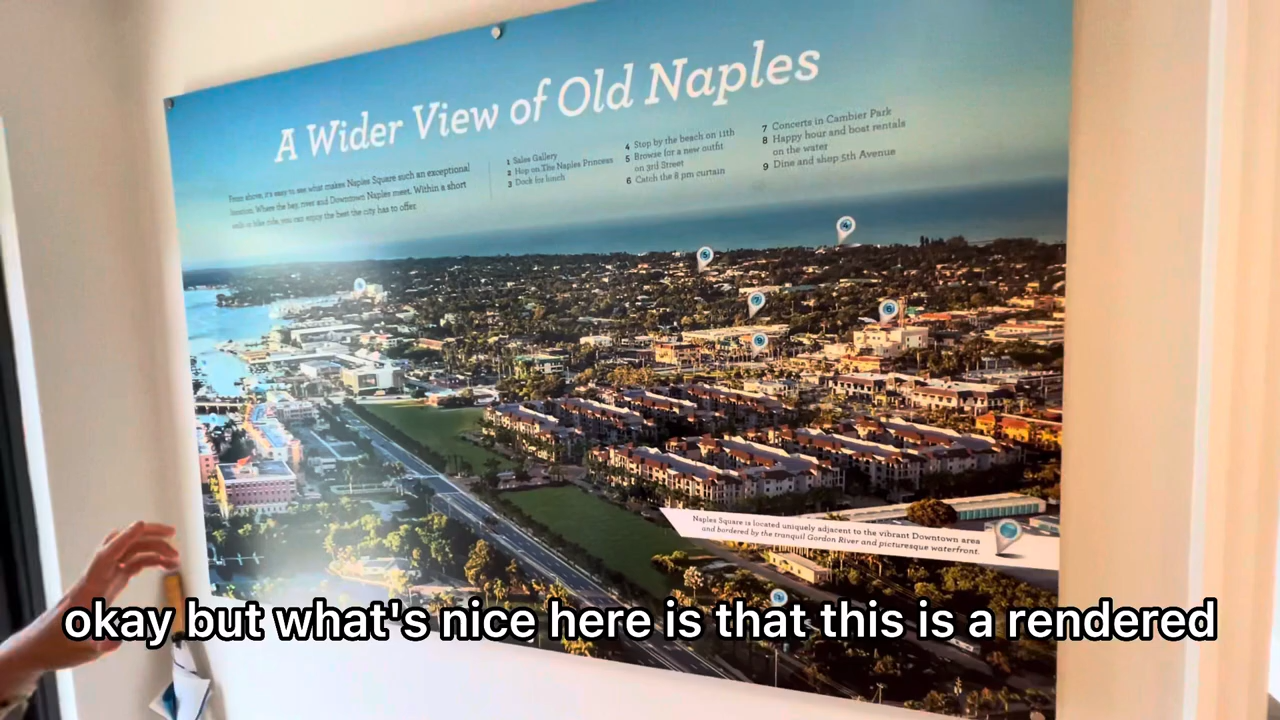 A Wider View of Old Naples
From above, it's easy to see what makes Naples Square such an exceptional
location. Where the bay, river and Downtown Naples meet. Within a short
walk or bike ride, you can enjoy the best the city has to offer.
1 Sales Gallery
2 Hop on The Naples Princess
3 Dock for lunch
4 Stop by the beach on 11th
5 Browse for a new outfit
on 3rd Street
6 Catch the 8 pm curtain
7 Concerts in Cambier Park
8 Happy hour and boat rentals
on the water
9 Dine and shop 5th Avenue
4
5
7
6
9
Naples Square is located uniquely adjacent to the vibrant Downtown area
and bordered by the tranquil Gordon River and picturesque waterfront.
okay but what's nice here is that this is a rendered